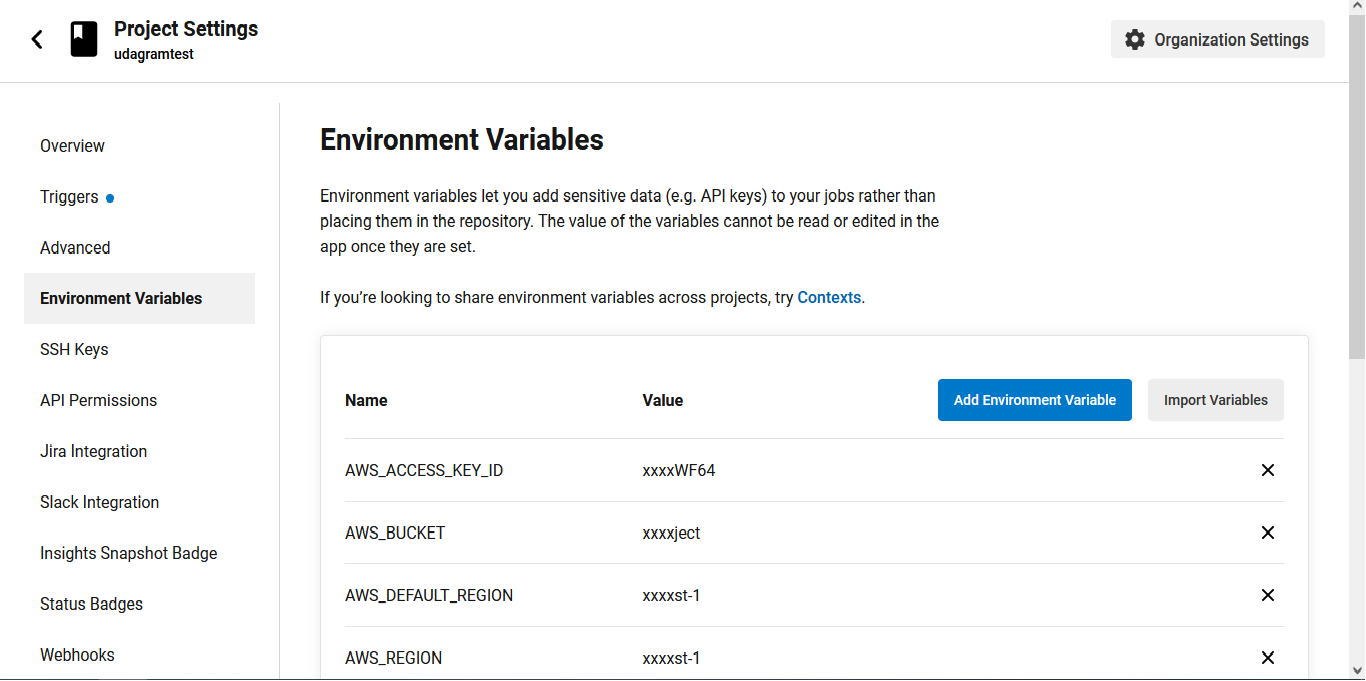 Project Settings
udagramtest
Organization Settings
Overview
Triggers
Advanced
Environment Variables
SSH Keys
API Permissions
Jira Integration
Slack Integration
Insights Snapshot Badge
Status Badges
Webhooks
Environment Variables
Environment variables let you add sensitive data (e.g. API keys) to your jobs rather than
placing them in the repository. The value of the variables cannot be read or edited in the
app once they are set.
If you’re looking to share environment variables across projects, try Contexts.
Name Value Add Environment Variable Import Variables
AWS_ACCESS_KEY_ID xxxxWF64
AWS_BUCKET xxxxject
AWS_DEFAULT_REGION xxxxst-1
AWS_REGION xxxxst-1